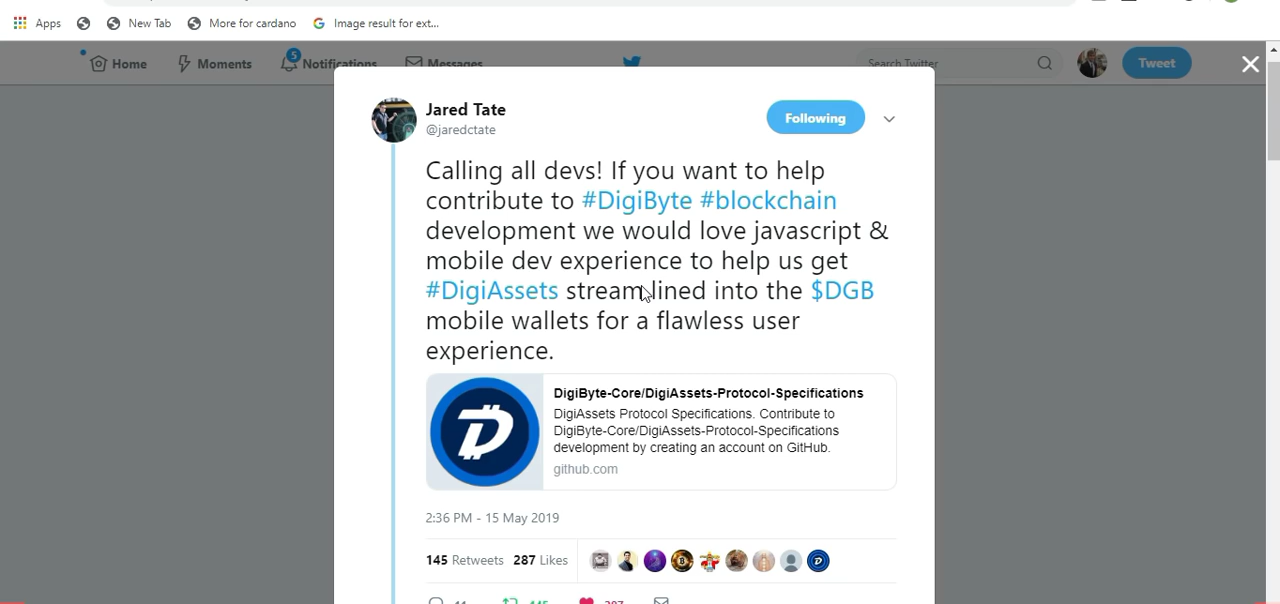 Apps New Tab More for cardano Image result for ext...
Home Moments 5 Notifications Messages Search Twitter Tweet
Jared Tate
Following
@jaredctate
Calling all devs! If you want to help
contribute to #DigiByte #blockchain
development we would love javascript &
mobile dev experience to help us get
#DigiAssets streamlined into the $DGB
mobile wallets for a flawless user
experience.
DigiByte-Core/DigiAssets-Protocol-Specifications
DigiAssets Protocol Specifications. Contribute to
DigiByte-Core/DigiAssets-Protocol-Specifications
development by creating an account on GitHub.
github.com
2:36 PM - 15 May 2019
145 Retweets 287 Likes